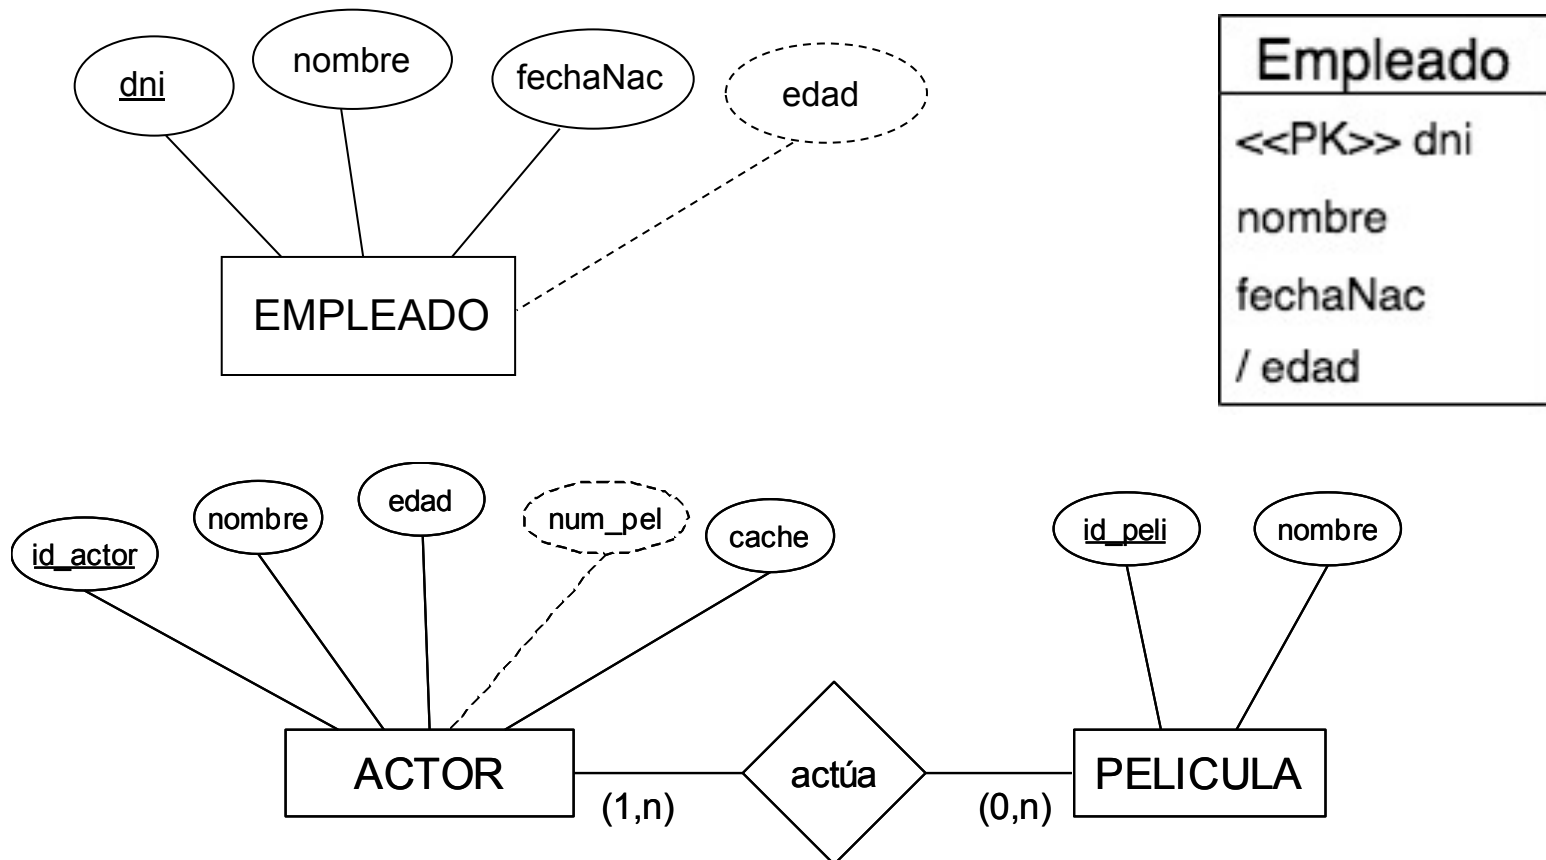 dni
nombre
fechaNac
edad
EMPLEADO
Empleado
<<PK>> dni
nombre
fechaNac
/ edad
id_actor
nombre
edad
num_pel
cache
id_peli
nombre
ACTOR
(1,n)
actúa
(0,n)
PELICULA